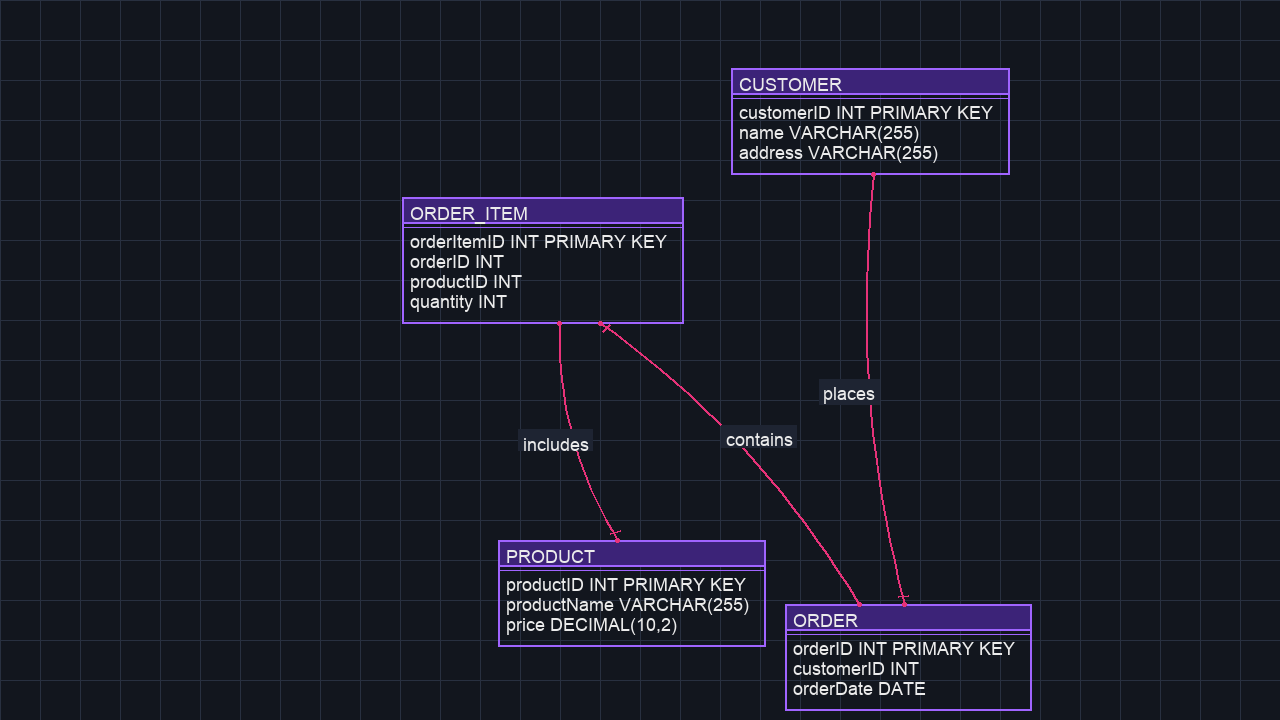 CUSTOMER
customerID INT PRIMARY KEY
name VARCHAR(255)
address VARCHAR(255)
ORDER_ITEM
orderItemID INT PRIMARY KEY
orderID INT
productID INT
quantity INT
places
contains
includes
PRODUCT
productID INT PRIMARY KEY
productName VARCHAR(255)
price DECIMAL(10,2)
ORDER
orderID INT PRIMARY KEY
customerID INT
orderDate DATE